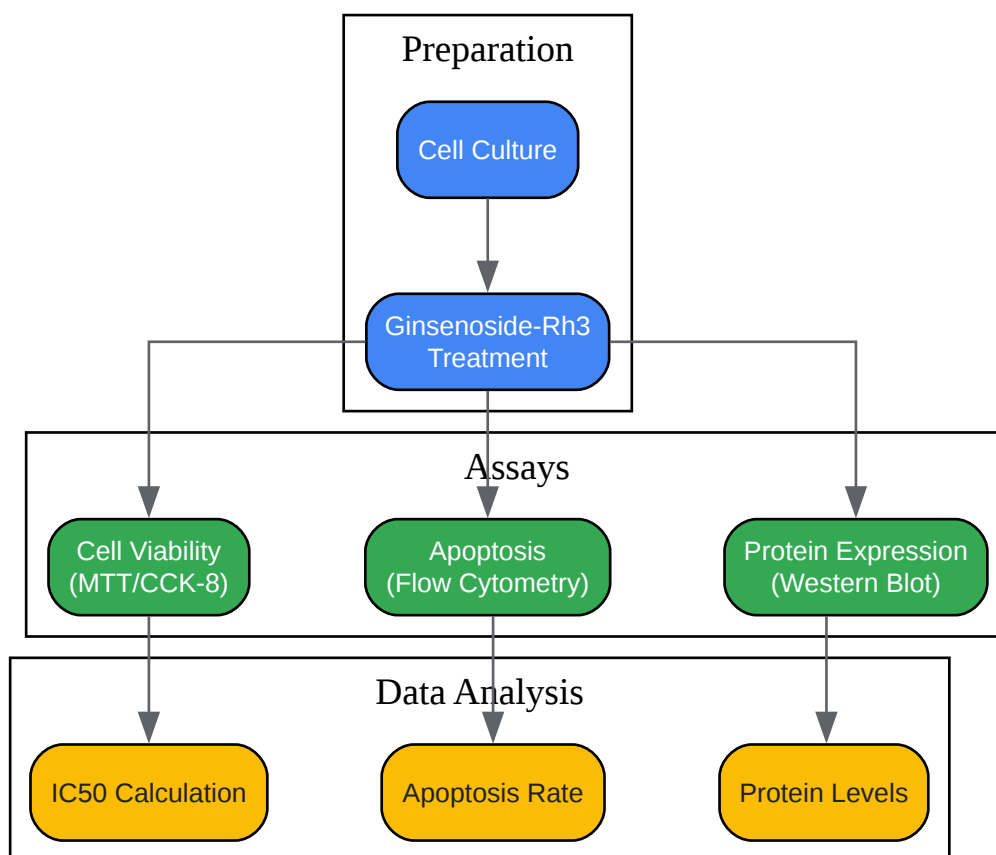 Preparation
Cell Culture
Ginsenoside-Rh3
Treatment
Assays
Cell Viability
(MTT/CCK-8)
Apoptosis
(Flow Cytometry)
Protein Expression
(Western Blot)
Data Analysis
IC50 Calculation
Apoptosis Rate
Protein Levels